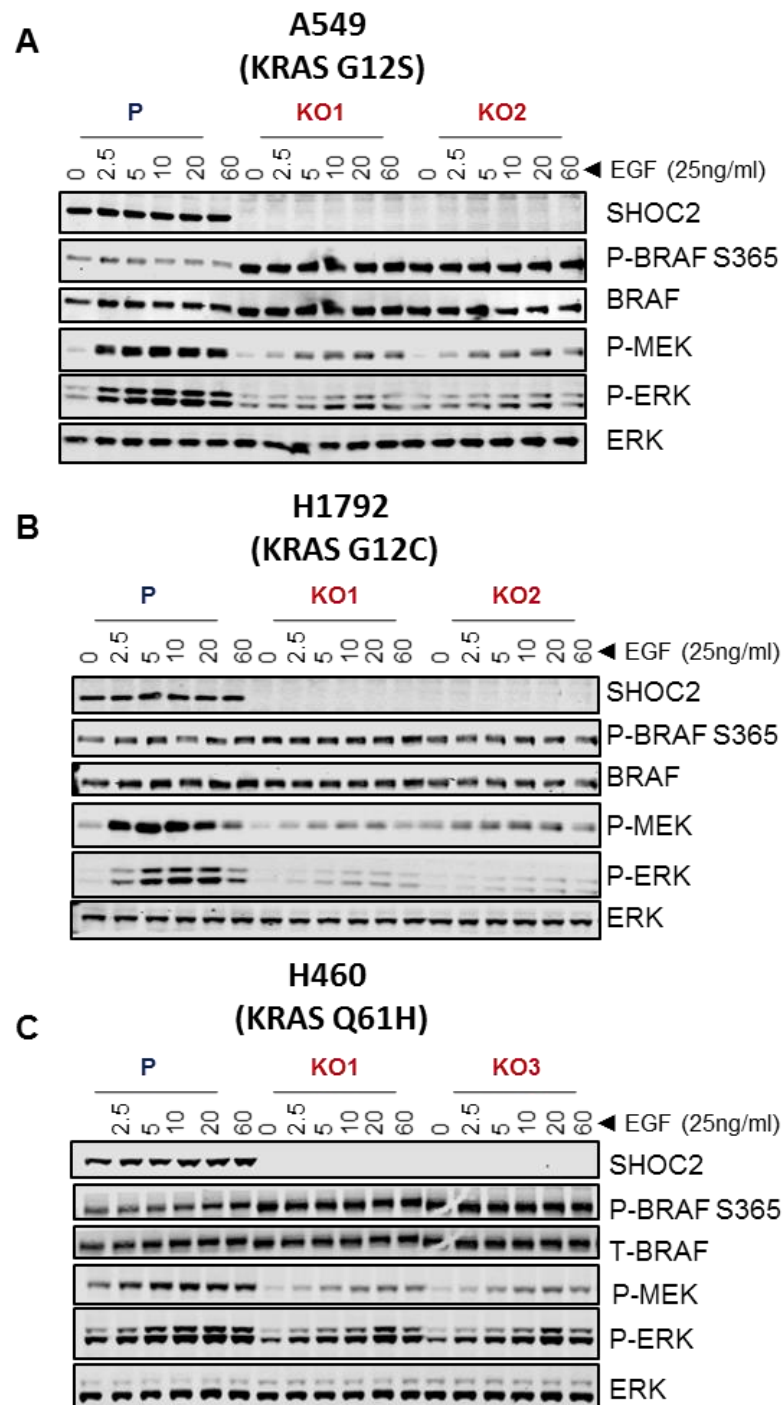 A
A549
(KRAS G12S)
P KO1 KO2
0 2.5 5 10 20 60 0 2.5 5 10 20 60 0 2.5 5 10 20 60 ◀ EGF (25ng/ml)
SHOC2
P-BRAF S365
BRAF
P-MEK
P-ERK
ERK
B
H1792
(KRAS G12C)
P KO1 KO2
0 2.5 5 10 20 60 0 2.5 5 10 20 60 0 2.5 5 10 20 60 ◀ EGF (25ng/ml)
SHOC2
P-BRAF S365
BRAF
P-MEK
P-ERK
ERK
C
H460
(KRAS Q61H)
P KO1 KO3
2.5 5 10 20 60 0 2.5 5 10 20 60 0 2.5 5 10 20 60 ◀ EGF (25ng/ml)
SHOC2
P-BRAF S365
T-BRAF
P-MEK
P-ERK
ERK